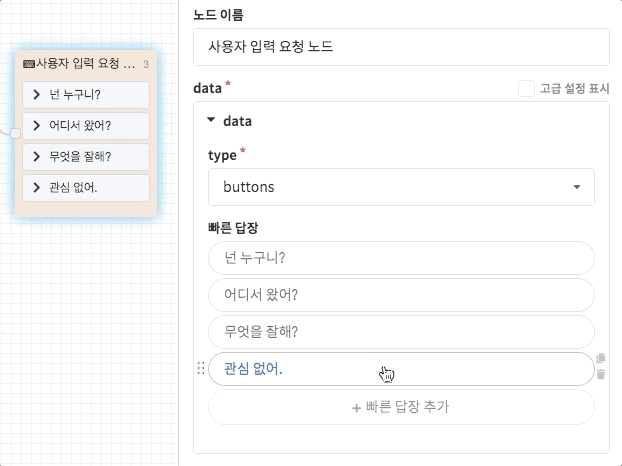 사용자 입력 요청 ... 3
넌 누구니?
어디서 왔어?
무엇을 잘해?
관심 없어.
노드 이름
사용자 입력 요청 노드
data *
고급 설정 표시
data
type *
buttons
빠른 답장
넌 누구니?
어디서 왔어?
무엇을 잘해?
관심 없어.
+ 빠른 답장 추가